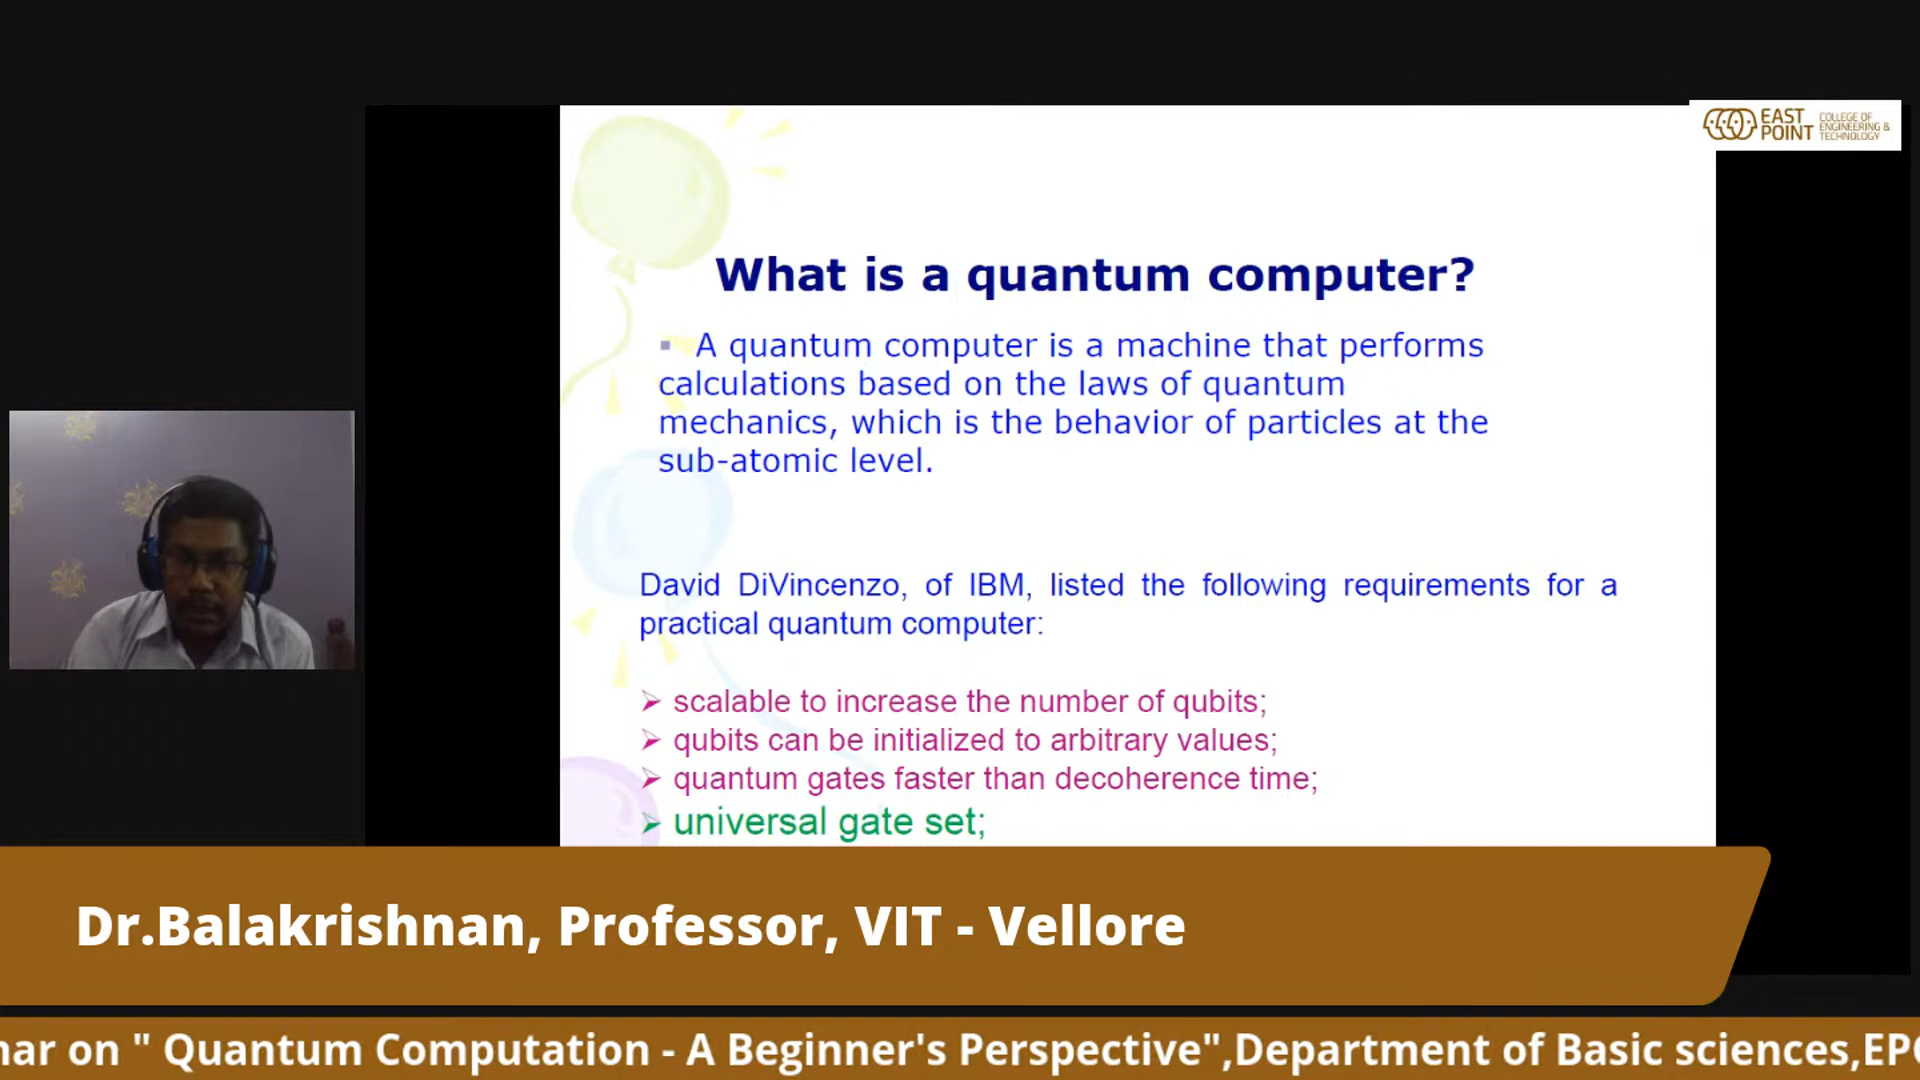 EAST
POINT
COLLEGE OF
ENGINEERING &
TECHNOLOGY
What is a quantum computer?
▪ A quantum computer is a machine that performs
calculations based on the laws of quantum
mechanics, which is the behavior of particles at the
sub-atomic level.
David DiVincenzo, of IBM, listed the following requirements for a
practical quantum computer:
➢ scalable to increase the number of qubits;
➢ qubits can be initialized to arbitrary values;
➢ quantum gates faster than decoherence time;
➢ universal gate set;
Dr.Balakrishnan, Professor, VIT - Vellore
nar on " Quantum Computation - A Beginner's Perspective",Department of Basic sciences,EPC